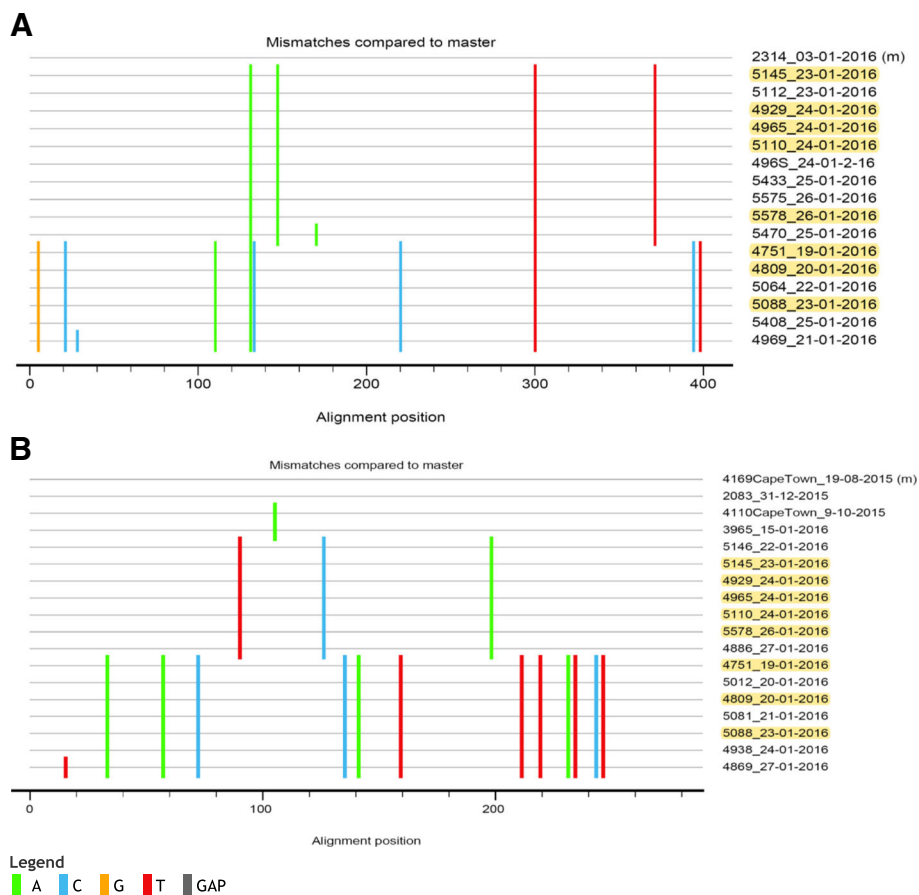 A
Mismatches compared to master
2314_03-01-2016 (m)
5145_23-01-2016
5112_23-01-2016
4929_24-01-2016
4965_24-01-2016
5110_24-01-2016
496S_24-01-2-16
5433_25-01-2016
5575_26-01-2016
5578_26-01-2016
5470_25-01-2016
4751_19-01-2016
4809_20-01-2016
5064_22-01-2016
5088_23-01-2016
5408_25-01-2016
4969_21-01-2016
0 100 200 300 400
Alignment position
B
Mismatches compared to master
4169CapeTown_19-08-2015 (m)
2083_31-12-2015
4110CapeTown_9-10-2015
3965_15-01-2016
5146_22-01-2016
5145_23-01-2016
4929_24-01-2016
4965_24-01-2016
5110_24-01-2016
5578_26-01-2016
4886_27-01-2016
4751_19-01-2016
5012_20-01-2016
4809_20-01-2016
5081_21-01-2016
5088_23-01-2016
4938_24-01-2016
4869_27-01-2016
0 100 200
Alignment position
Legend
A C G T GAP